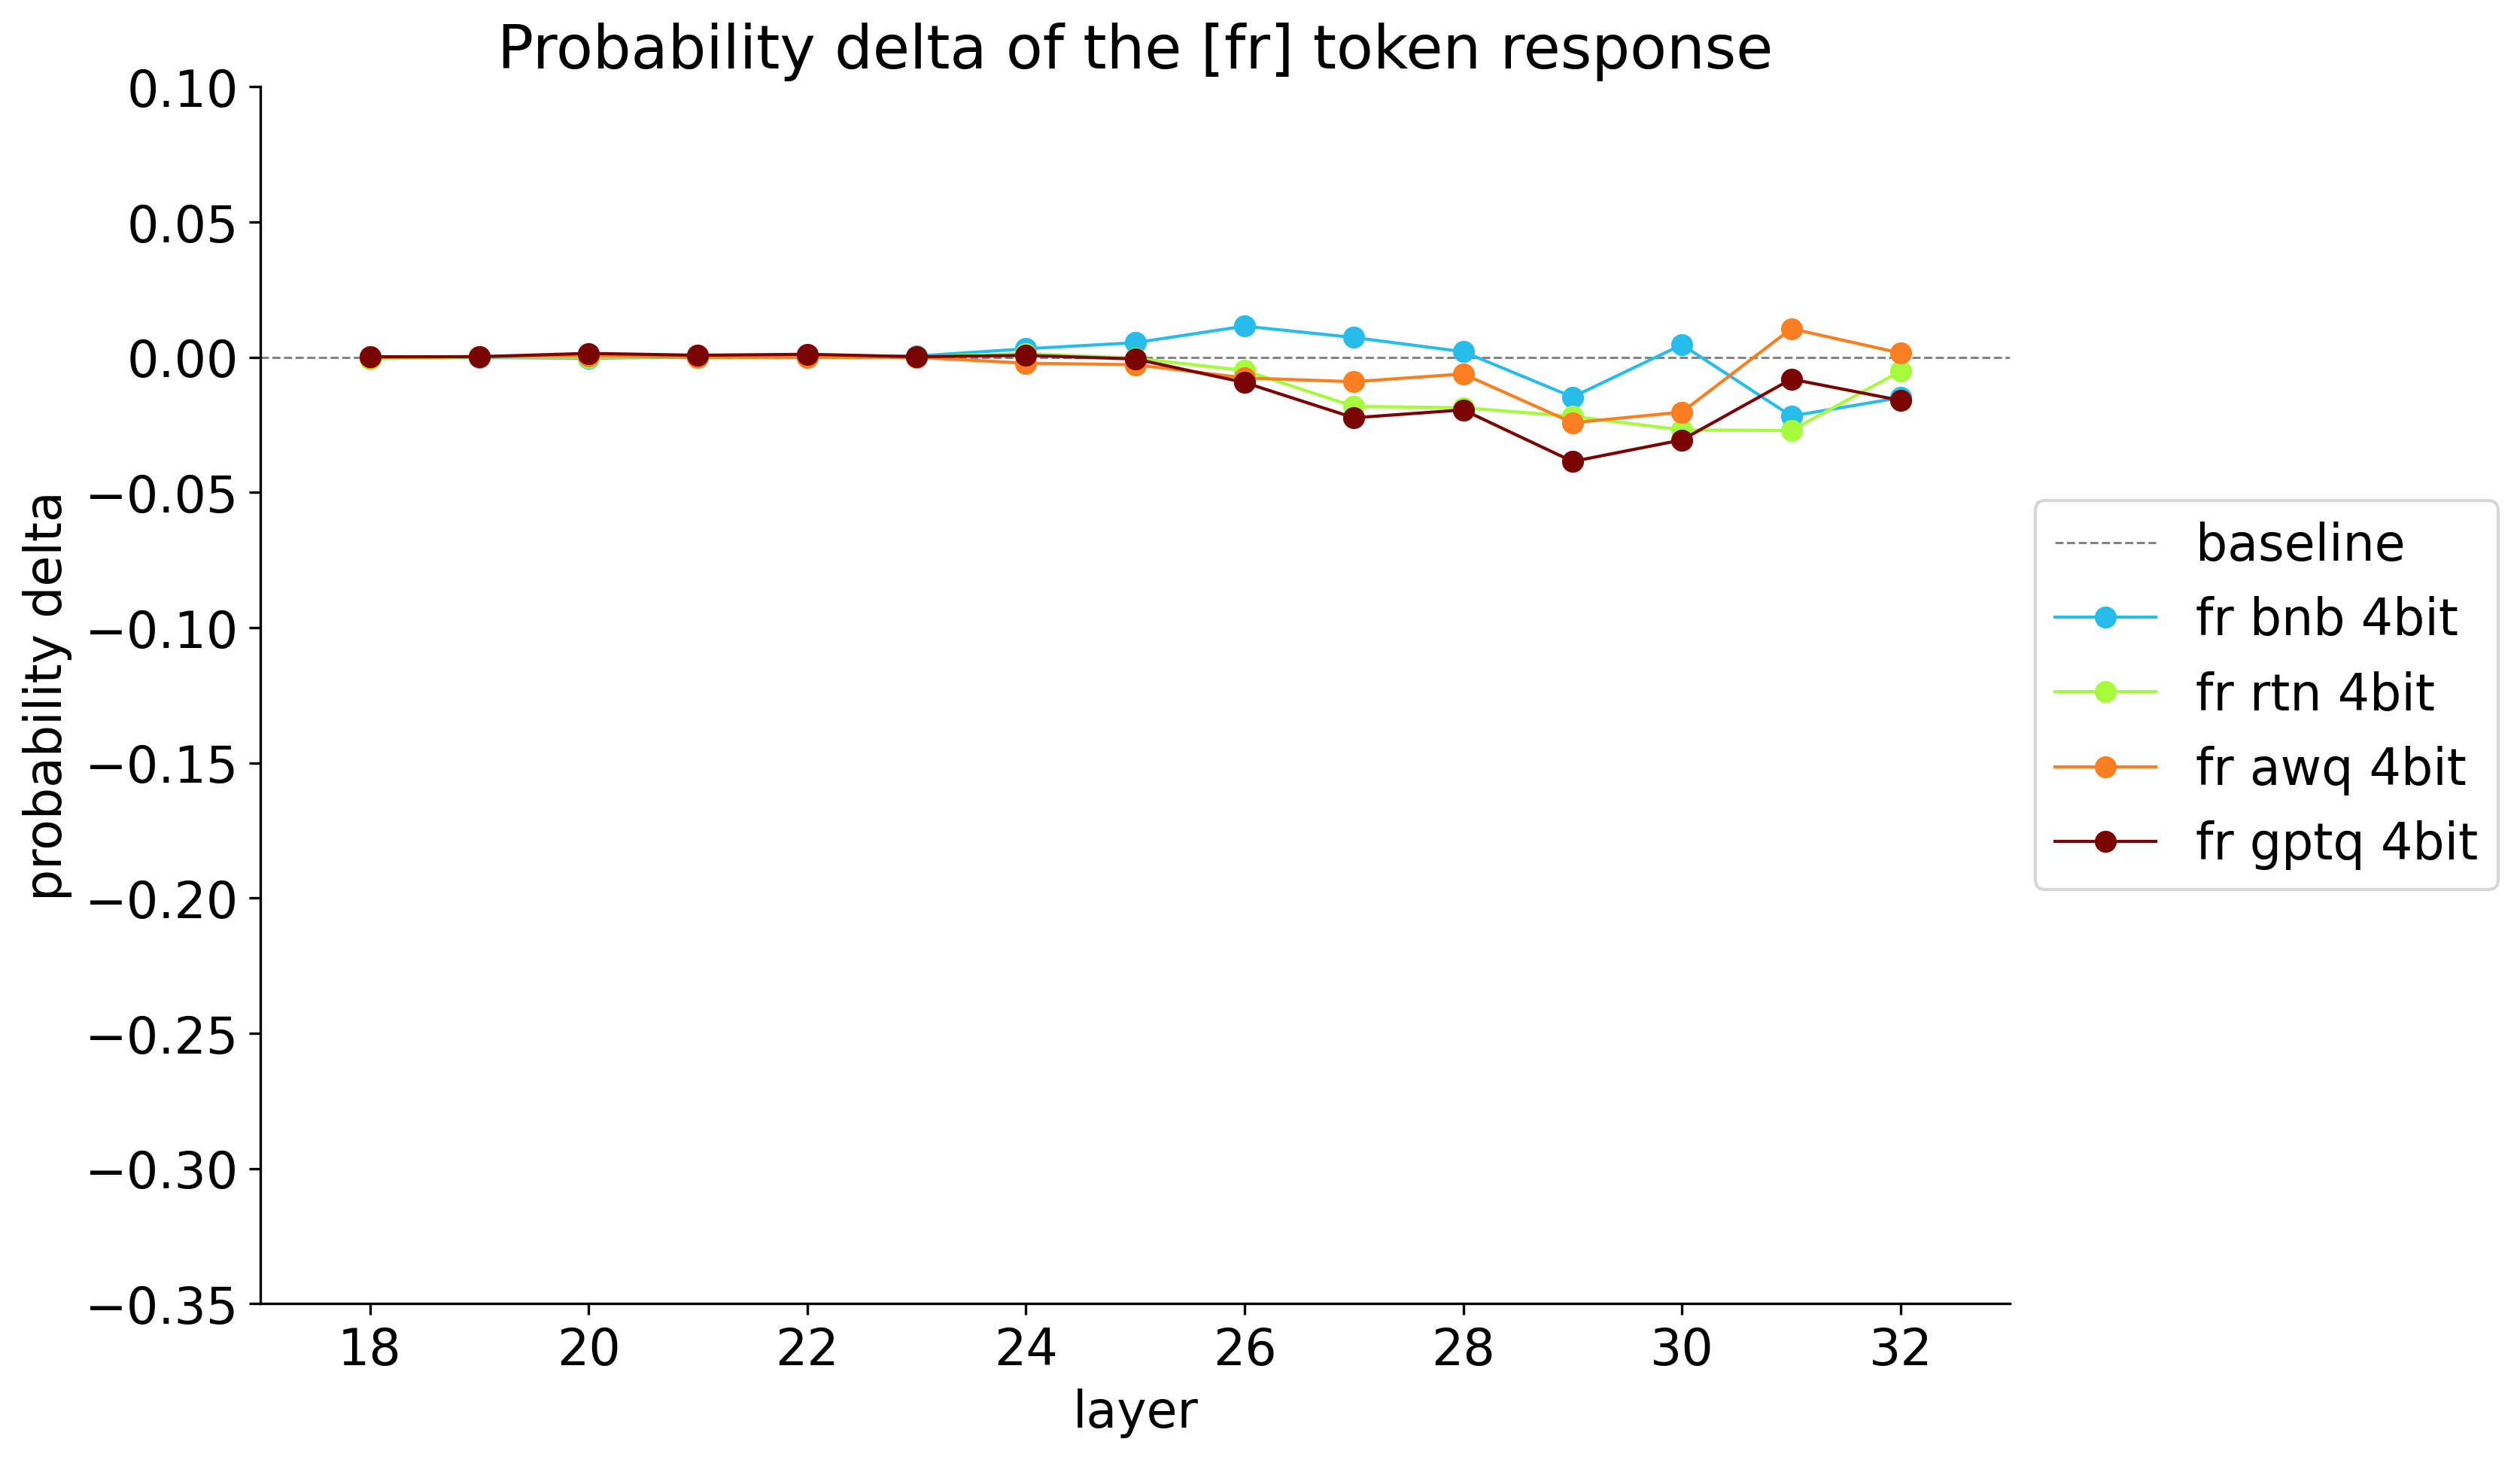 Probability delta of the [fr] token response
0.10
0.05
0.00
−0.05
−0.10
−0.15
−0.20
−0.25
−0.30
−0.35
probability delta
18 20 22 24 26 28 30 32
layer
baseline
fr bnb 4bit
fr rtn 4bit
fr awq 4bit
fr gptq 4bit